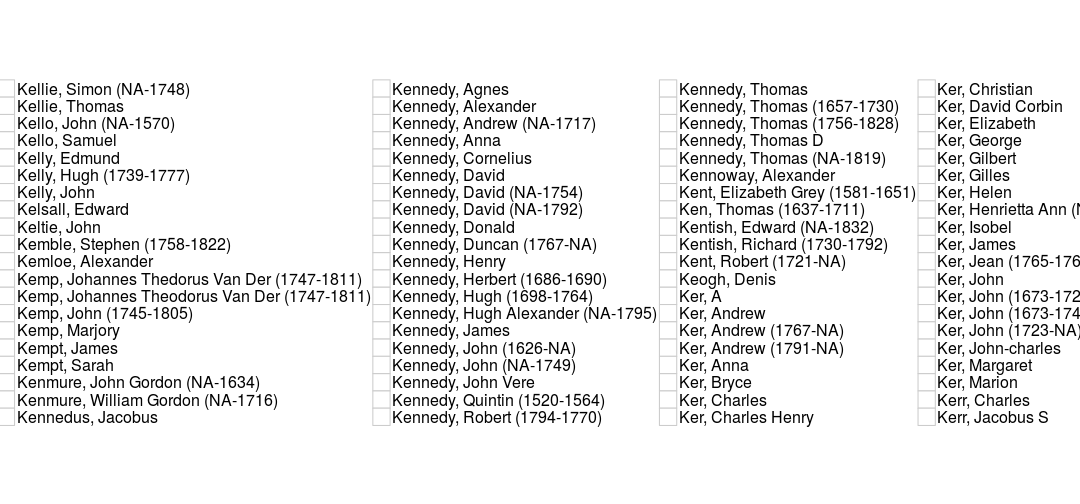 Kellie, Simon (NA-1748)
Kellie, Thomas
Kello, John (NA-1570)
Kello, Samuel
Kelly, Edmund
Kelly, Hugh (1739-1777)
Kelly, John
Kelsall, Edward
Keltie, John
Kemble, Stephen (1758-1822)
Kemloe, Alexander
Kemp, Johannes Thedorus Van Der (1747-1811)
Kemp, Johannes Theodorus Van Der (1747-1811)
Kemp, John (1745-1805)
Kemp, Marjory
Kempt, James
Kempt, Sarah
Kenmure, John Gordon (NA-1634)
Kenmure, William Gordon (NA-1716)
Kennedus, Jacobus
Kennedy, Agnes
Kennedy, Alexander
Kennedy, Andrew (NA-1717)
Kennedy, Anna
Kennedy, Cornelius
Kennedy, David
Kennedy, David (NA-1754)
Kennedy, David (NA-1792)
Kennedy, Donald
Kennedy, Duncan (1767-NA)
Kennedy, Henry
Kennedy, Herbert (1686-1690)
Kennedy, Hugh (1698-1764)
Kennedy, Hugh Alexander (NA-1795)
Kennedy, James
Kennedy, John (1626-NA)
Kennedy, John (NA-1749)
Kennedy, John Vere
Kennedy, Quintin (1520-1564)
Kennedy, Robert (1794-1770)
Kennedy, Thomas
Kennedy, Thomas (1657-1730)
Kennedy, Thomas (1756-1828)
Kennedy, Thomas D
Kennedy, Thomas (NA-1819)
Kennoway, Alexander
Kent, Elizabeth Grey (1581-1651)
Ken, Thomas (1637-1711)
Kentish, Edward (NA-1832)
Kentish, Richard (1730-1792)
Kent, Robert (1721-NA)
Keogh, Denis
Ker, A
Ker, Andrew
Ker, Andrew (1767-NA)
Ker, Andrew (1791-NA)
Ker, Anna
Ker, Bryce
Ker, Charles
Ker, Charles Henry
Ker, Christian
Ker, David Corbin
Ker, Elizabeth
Ker, George
Ker, Gilbert
Ker, Gilles
Ker, Helen
Ker, Henrietta Ann
Ker, Isobel
Ker, James
Ker, Jean (1765-176
Ker, John
Ker, John (1673-172
Ker, John (1673-174
Ker, John (1723-NA)
Ker, John-charles
Ker, Margaret
Ker, Marion
Kerr, Charles
Kerr, Jacobus S